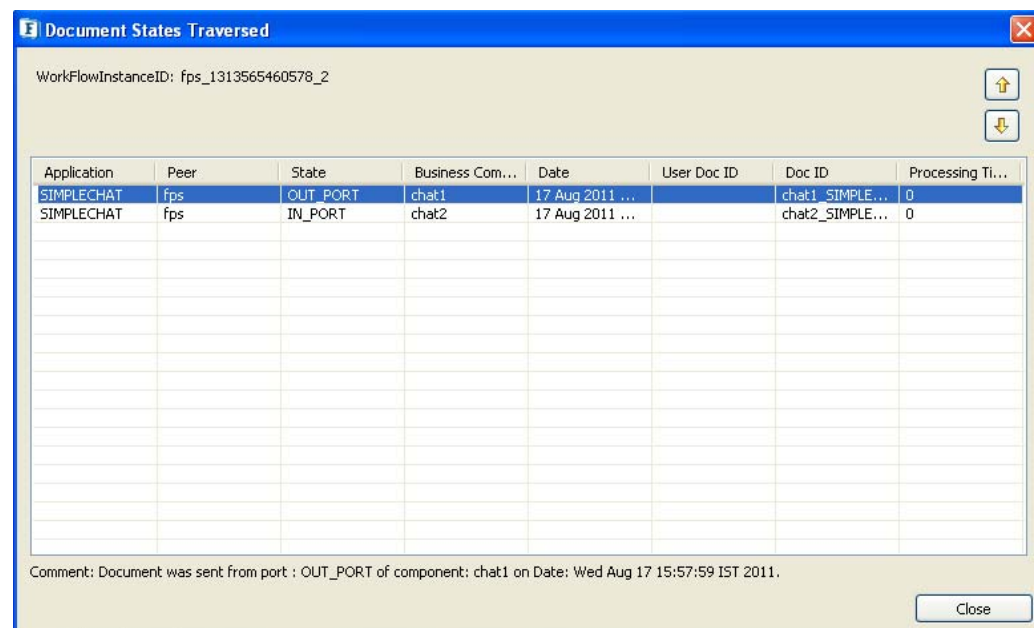 Document States Traversed
WorkFlowInstanceID: fps_1313565460578_2
Application Peer State Business Com... Date User Doc ID Doc ID Processing Ti...
SIMPLECHAT fps OUT_PORT chat1 17 Aug 2011 ... chat1_SIMPLE... 0
SIMPLECHAT fps IN_PORT chat2 17 Aug 2011 ... chat2_SIMPLE... 0
Comment: Document was sent from port : OUT_PORT of component: chat1 on Date: Wed Aug 17 15:57:59 IST 2011.
Close